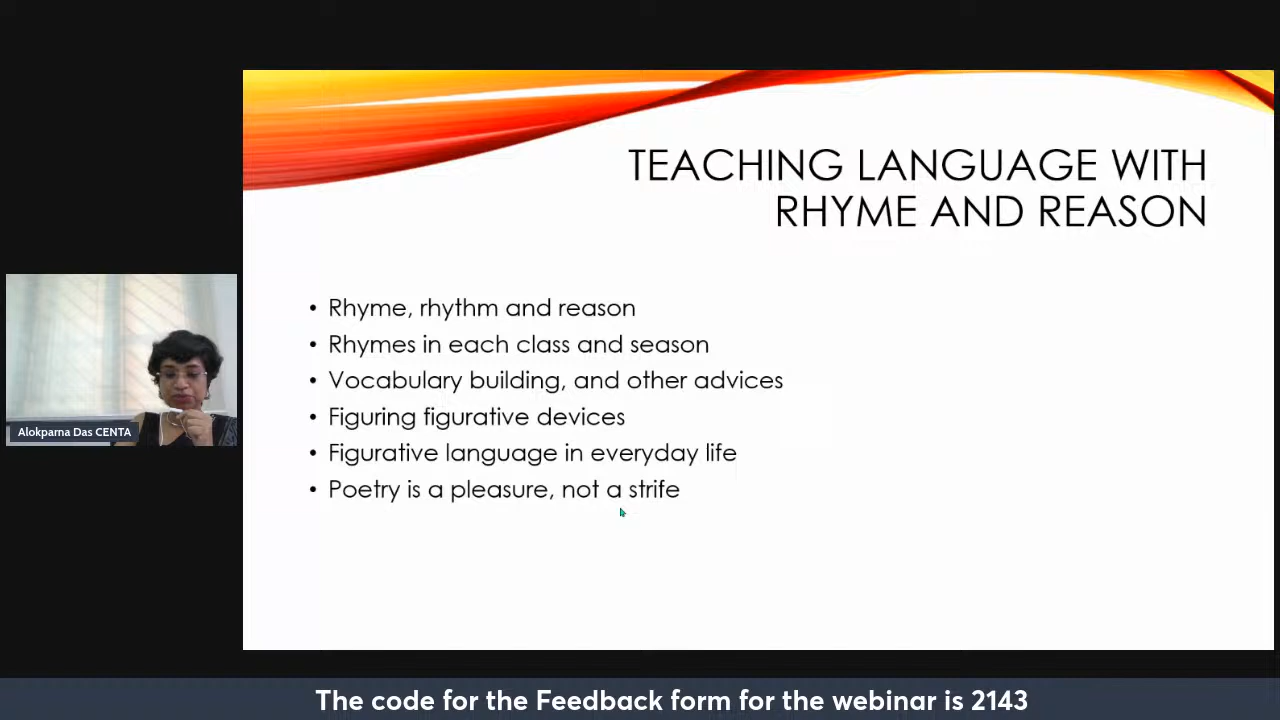 TEACHING LANGUAGE WITH
RHYME AND REASON
• Rhyme, rhythm and reason
• Rhymes in each class and season
• Vocabulary building, and other advices
• Figuring figurative devices
• Figurative language in everyday life
• Poetry is a pleasure, not a strife
Alokparna Das CENTA
The code for the Feedback form for the webinar is 2143